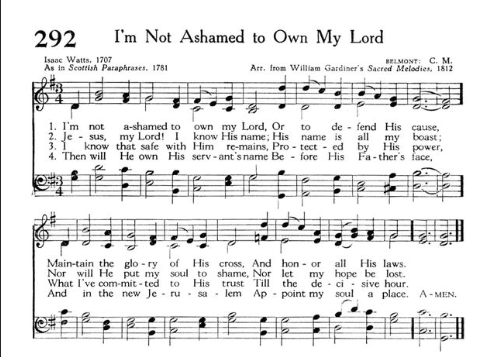 292 I'm Not Ashamed to Own My Lord
Isaac Watts, 1707 BELMONT: C. M.
As in Scottish Paraphrases, 1781 Arr. from William Gardiner's Sacred Melodies, 1812
1. I'm not a-shamed to own my Lord, Or to de - fend His cause,
2. Je - sus, my Lord! I know His name; His name is all my boast;
3. I know that safe with Him re-mains, Pro-tect - ed by His power,
4. Then will He own His serv-ant's name Be - fore His Fa-ther's face,
Main-tain the glo - ry of His cross, And hon - or all His laws.
Nor will He put my soul to shame, Nor let my hope be lost.
What I've com-mit-ted to His trust Till the de - ci - sive hour.
And in the new Je - ru - sa - lem Ap-point my soul a place. A-MEN.